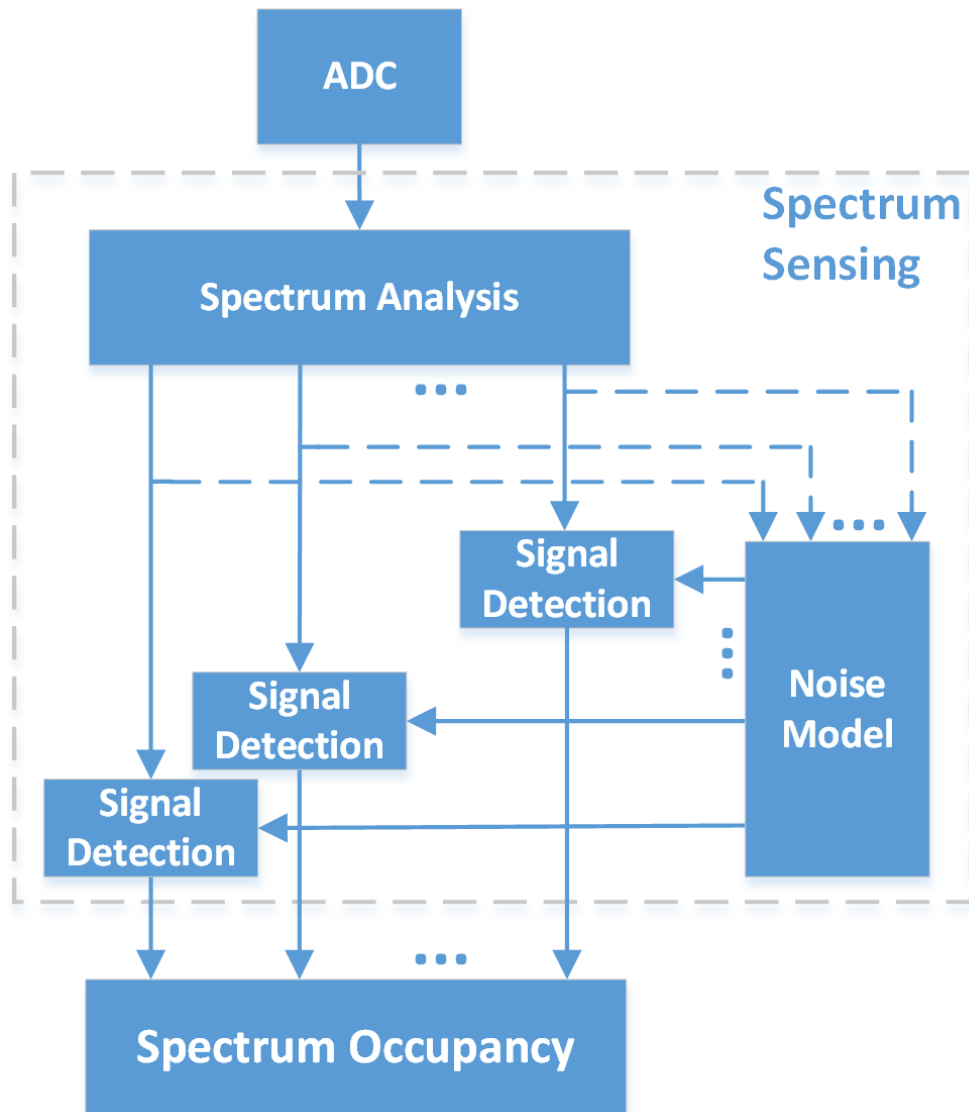 ADC
Spectrum
Sensing
Spectrum Analysis
Signal
Detection
Signal
Detection
Noise
Model
Signal
Detection
Spectrum Occupancy